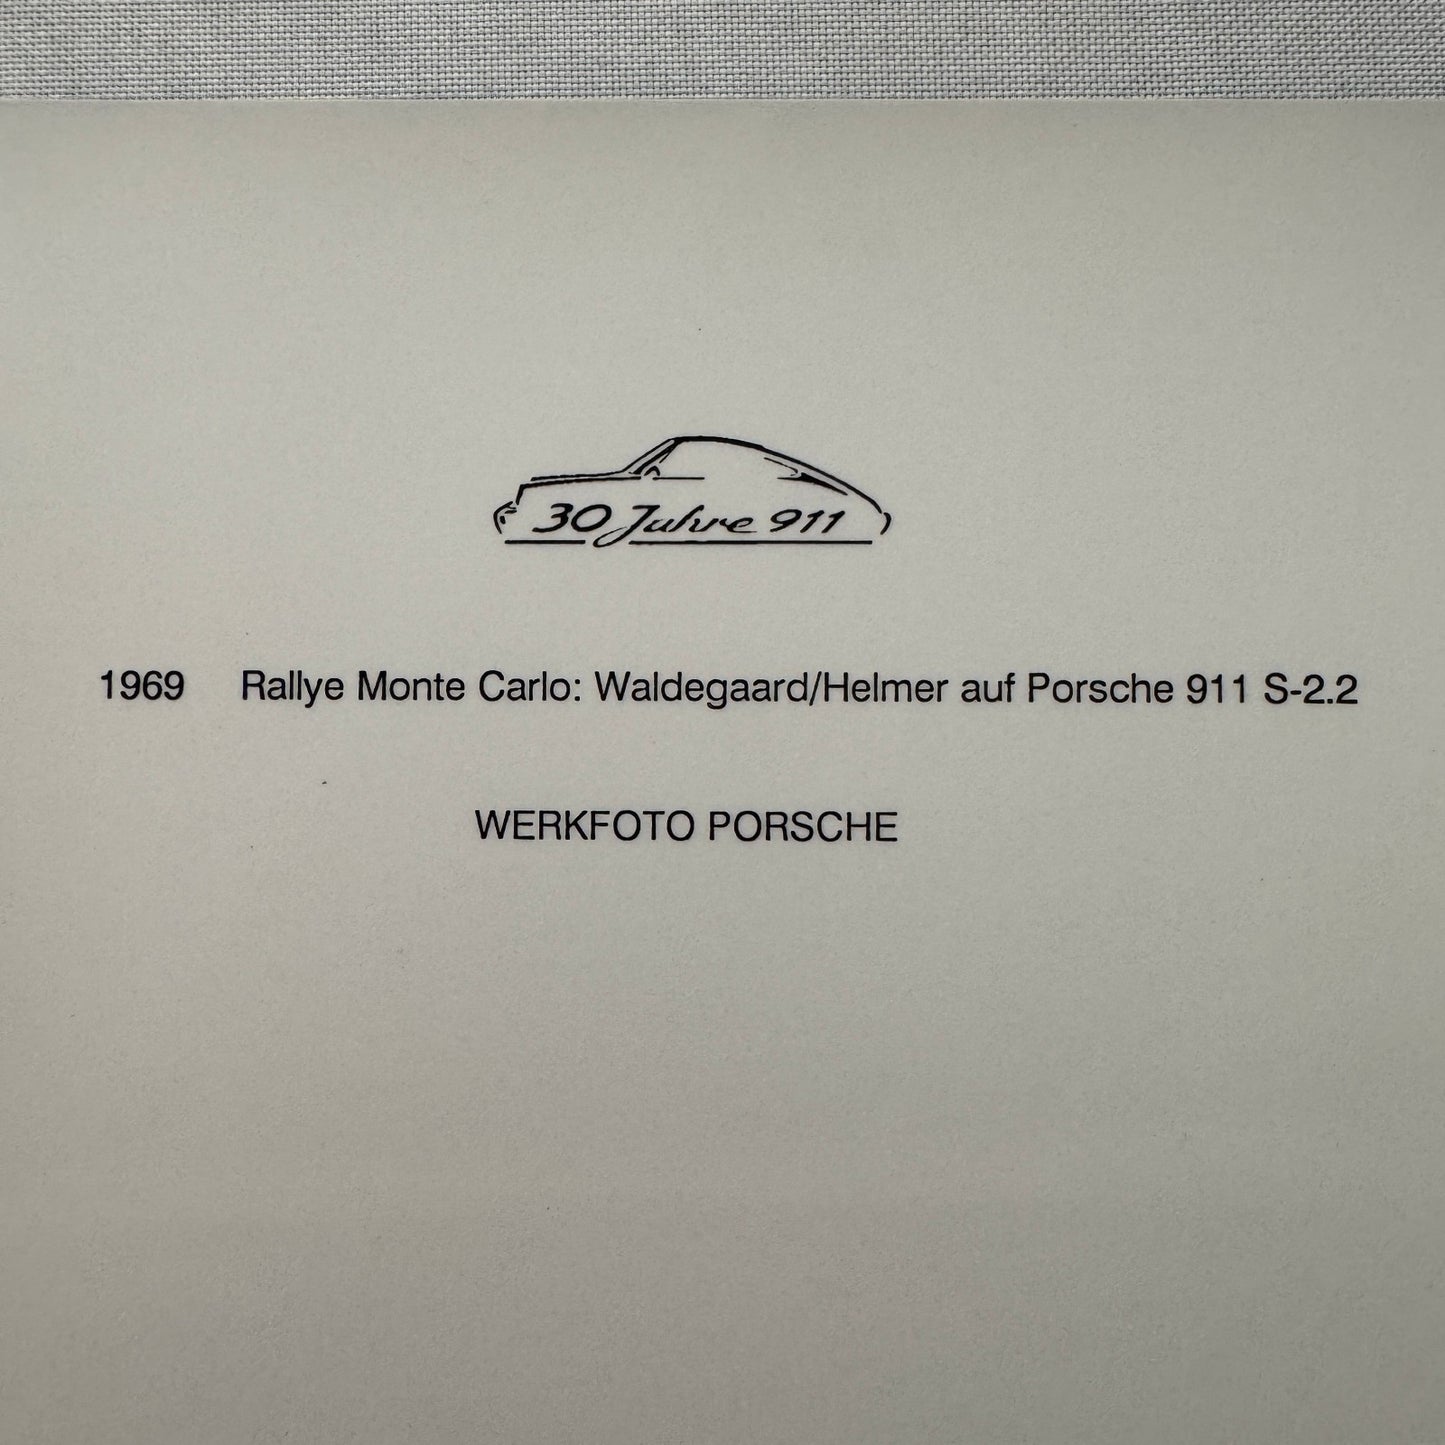 30 Jahre 911
1969 Rallye Monte Carlo: Waldegaard/Helmer auf Porsche 911 S-2.2
WERKFOTO PORSCHE